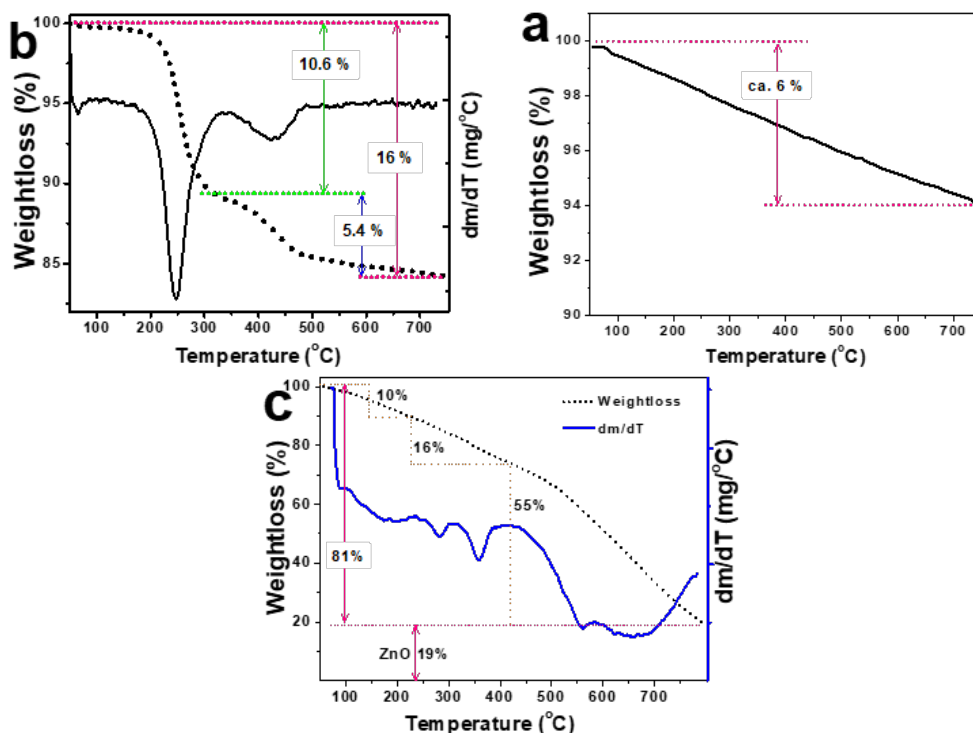 b
Weightloss (%)
100
95
90
85
10.6 %
16 %
5.4 %
dm/dT (mg/°C)
100 200 300 400 500 600 700
Temperature (°C)
a
Weightloss (%)
100
98
96
94
92
90
ca. 6 %
100 200 300 400 500 600 700
Temperature (°C)
c
Weightloss (%)
100
80
60
40
20
10%
16%
55%
81%
ZnO 19%
Weightloss
dm/dT
dm/dT (mg/°C)
100 200 300 400 500 600 700
Temperature (°C)